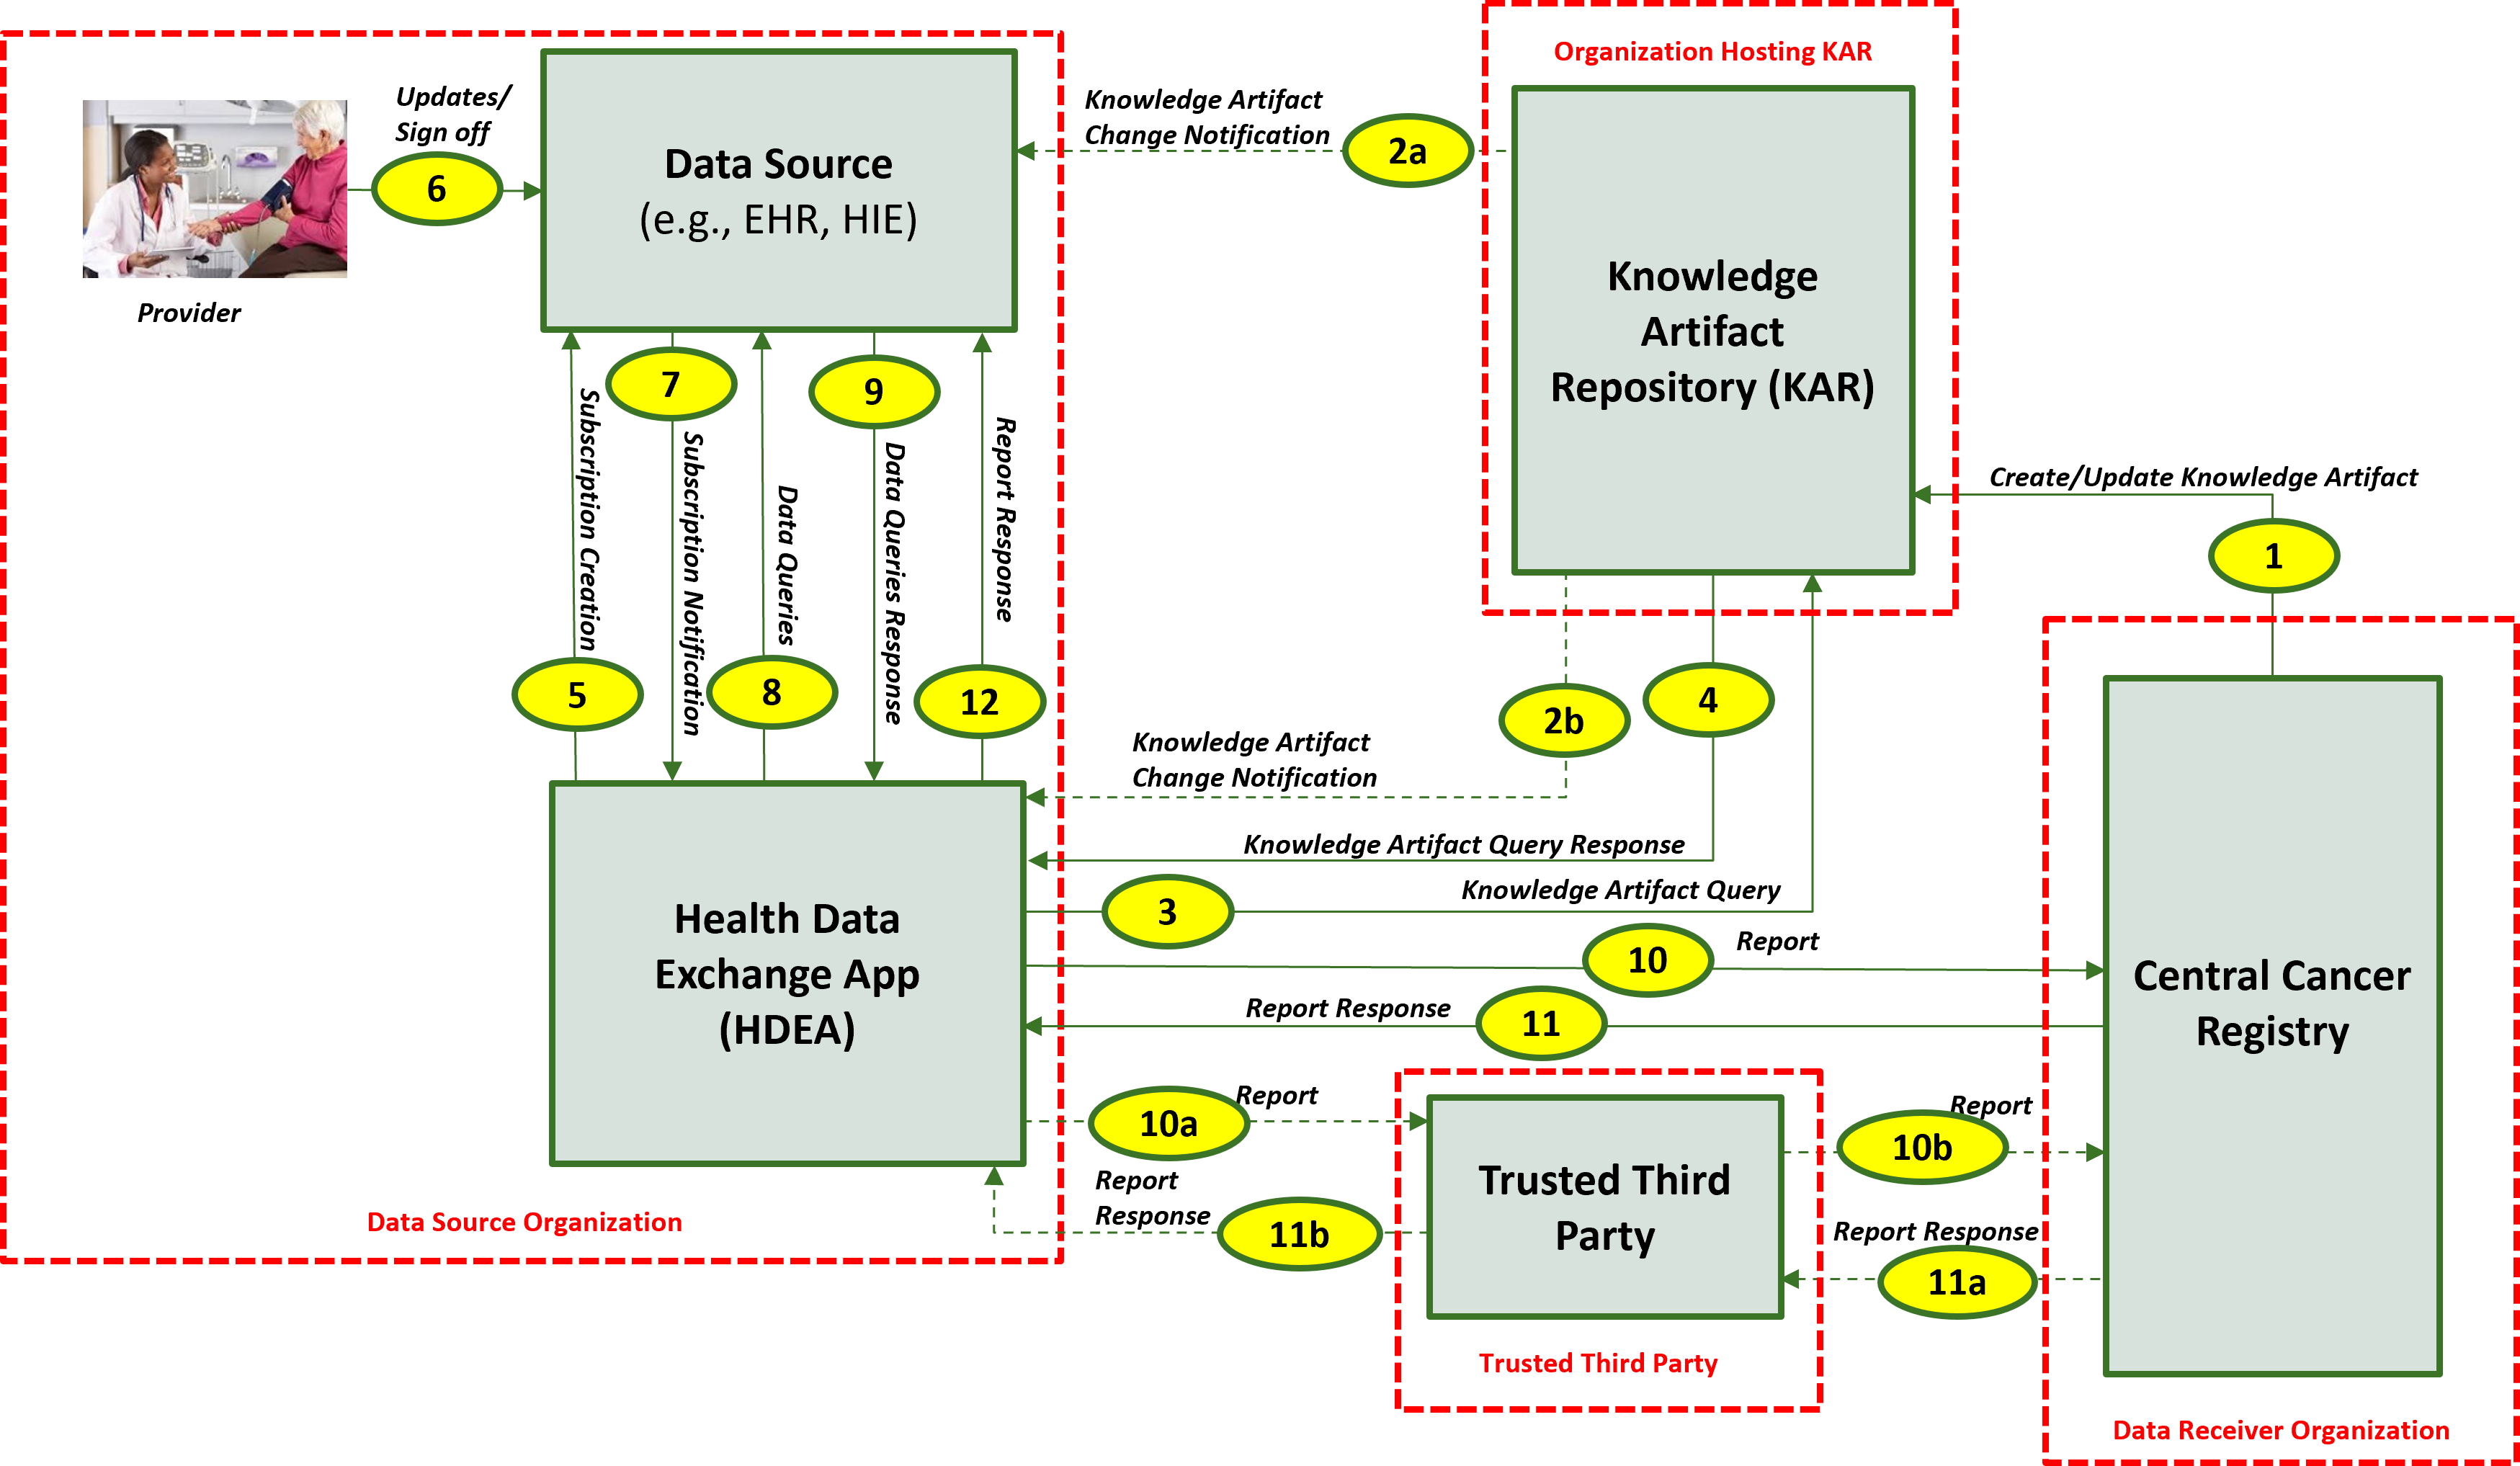 Organization Hosting KAR
Updates/
Sign off
6
Provider
Data Source
(e.g., EHR, HIE)
Knowledge Artifact
Change Notification
2a
Knowledge
Artifact
Repository (KAR)
Create/Update Knowledge Artifact
1
7
9
Subscription Creation
Subscription Notification
Data Queries
Data Queries Response
Report Response
5
8
12
2b
4
Knowledge Artifact
Change Notification
Knowledge Artifact Query Response
Knowledge Artifact Query
3
Health Data
Exchange App
(HDEA)
10
Report
Report Response
11
Central Cancer
Registry
10a
Report
Report
10b
Report
Response
11b
Trusted Third
Party
Report Response
11a
Data Source Organization
Trusted Third Party
Data Receiver Organization